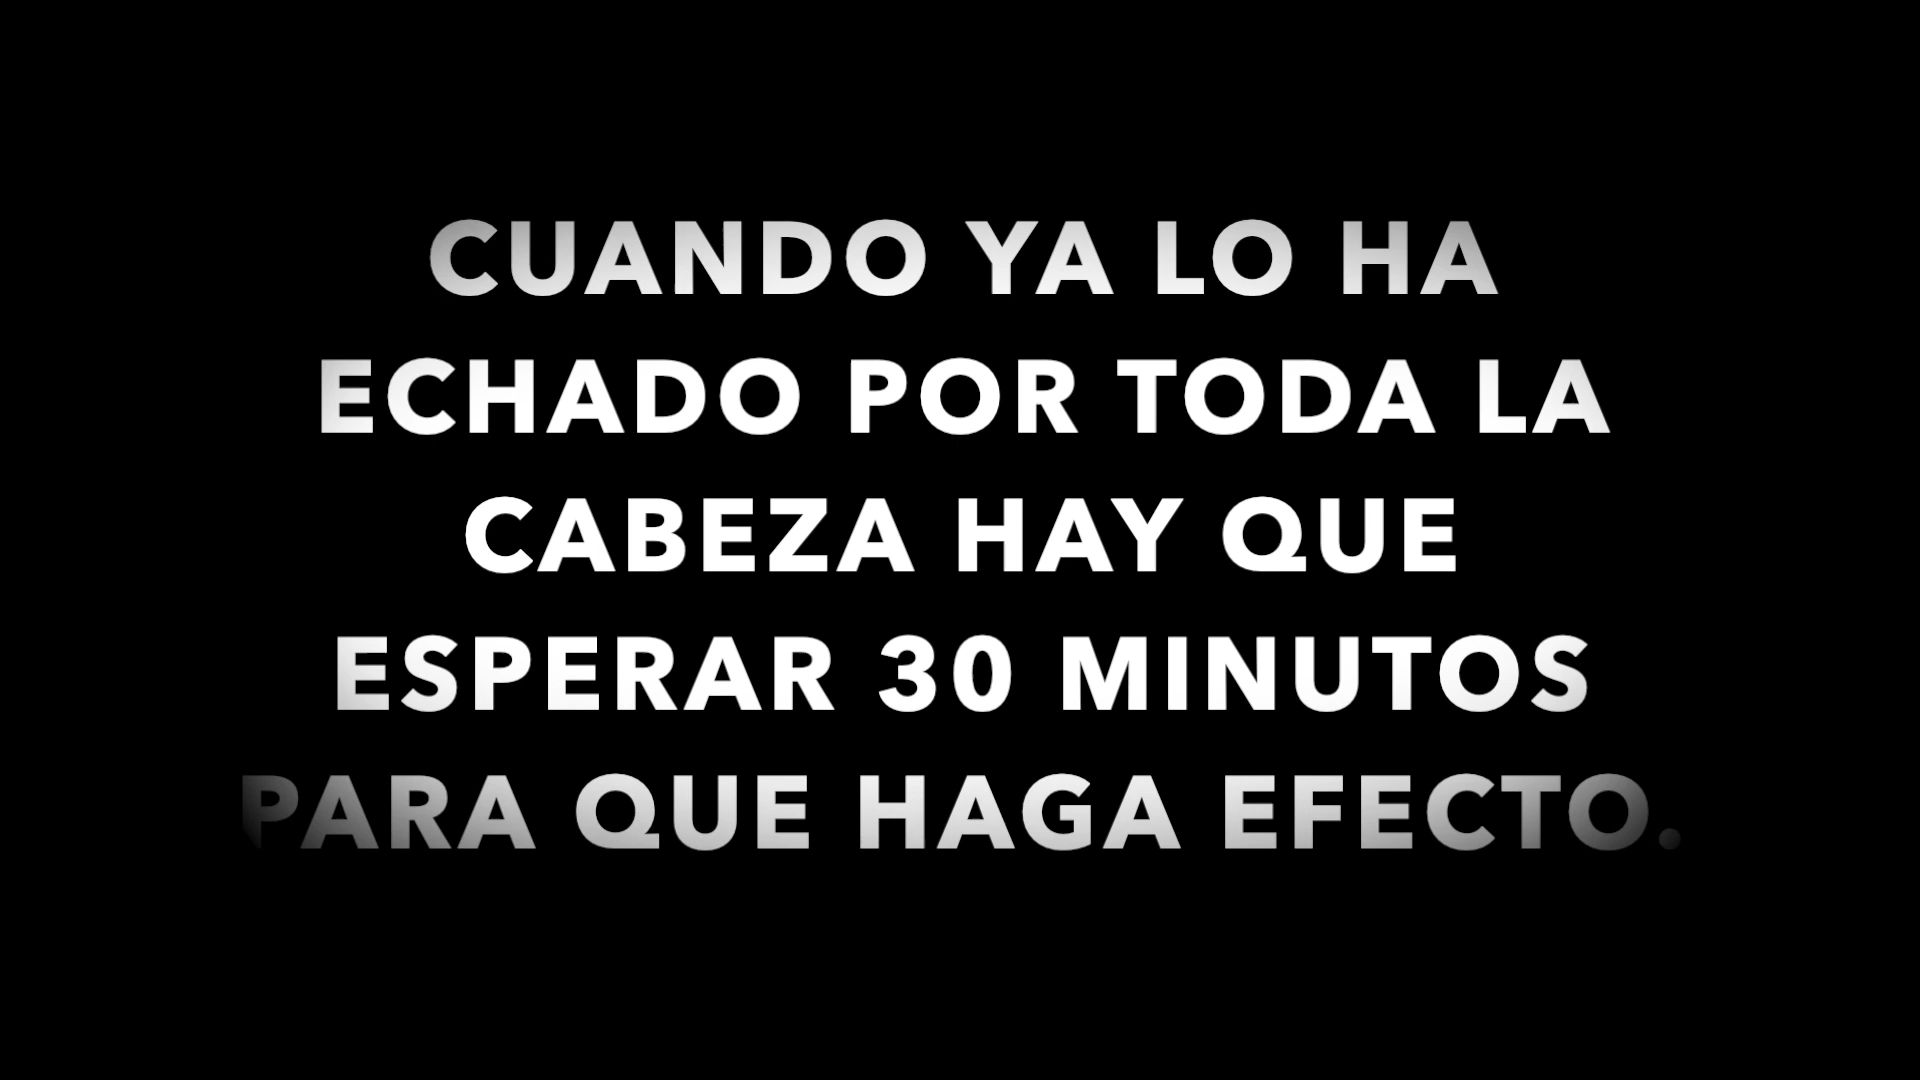 CUANDO YA LO HA
ECHADO POR TODA LA
CABEZA HAY QUE
ESPERAR 30 MINUTOS
PARA QUE HAGA EFECTO.